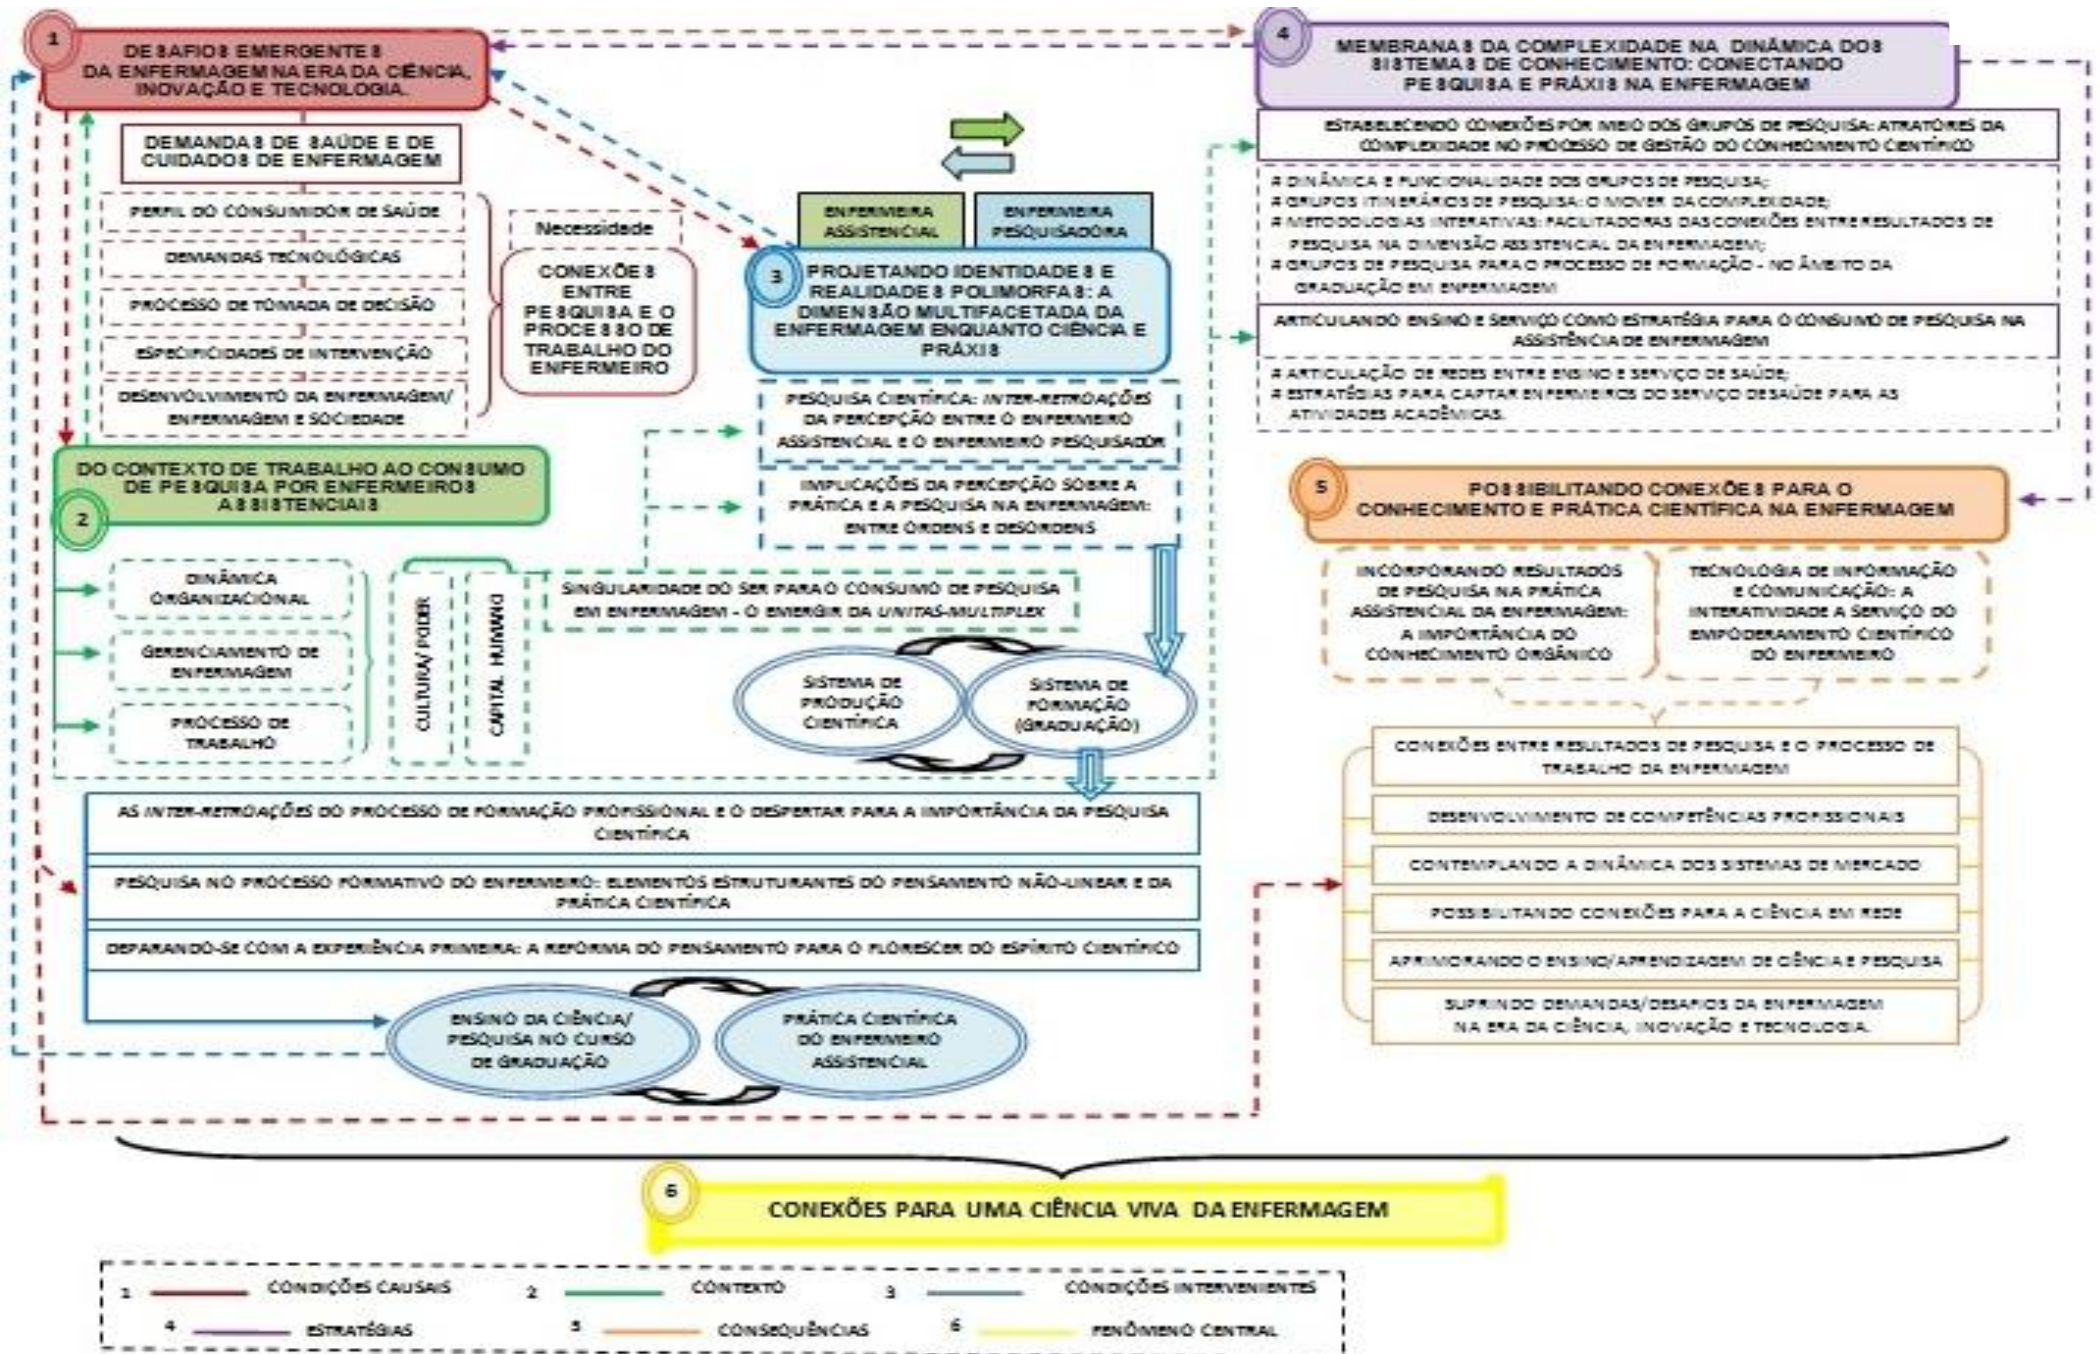 1
DESAFIOS EMERGENTES
DA ENFERMAGEM NA ERA DA CIÊNCIA,
INOVAÇÃO E TECNOLOGIA.
DEMANDAS DE SAÚDE E DE
CUIDADOS DE ENFERMAGEM
PERFIL DO CONSUMIDOR DE SAÚDE
DEMANDAS TECNOLÓGICAS
PROCESSO DE TOMADA DE DECISÃO
ESPECIFICIDADES DE INTERVENÇÃO
DESENVOLVIMENTO DA ENFERMAGEM/
ENFERMAGEM E SOCIEDADE
Necessidade
CONEXÕES
ENTRE
PESQUISA E O
PROCESSO DE
TRABALHO DO
ENFERMEIRO
DO CONTEXTO DE TRABALHO AO CONSUMO
DE PESQUISA POR ENFERMEIROS
ASSISTENCIAIS
2
DINÂMICA
ORGANIZACIONAL
GERENCIAMENTO DE
ENFERMAGEM
PROCESSO DE
TRABALHO
CULTURA/ PODER
CAPITAL HUMANO
SINGULARIDADE DO SER PARA O CONSUMO DE PESQUISA
EM ENFERMAGEM - O EMERGIR DA UNITAS-MULTIPLEX
ENFERMEIRA
ASSISTENCIAL
ENFERMEIRA
PESQUISADORA
3
PROJETANDO IDENTIDADES E
REALIDADES POLIMORFAS: A
DIMENSÃO MULTIFACETADA DA
ENFERMAGEM ENQUANTO CIÊNCIA E
PRÁXIS
PESQUISA CIENTÍFICA: INTER-RETROAÇÕES
DA PERCEPÇÃO ENTRE O ENFERMEIRO
ASSISTENCIAL E O ENFERMEIRO PESQUISADOR
IMPLICAÇÕES DA PERCEPÇÃO SOBRE A
PRÁTICA E A PESQUISA NA ENFERMAGEM:
ENTRE ORDENS E DESORDENS
SISTEMA DE
PRODUÇÃO
CIENTÍFICA
SISTEMA DE
FORMAÇÃO
(GRADUAÇÃO)
AS INTER-RETROAÇÕES DO PROCESSO DE FORMAÇÃO PROFISSIONAL E O DESPERTAR PARA A IMPORTÂNCIA DA PESQUISA
CIENTÍFICA
PESQUISA NO PROCESSO FORMATIVO DO ENFERMEIRO: ELEMENTOS ESTRUTURANTES DO PENSAMENTO NÃO-LINEAR E DA
PRÁTICA CIENTÍFICA
DEPARANDO-SE COM A EXPERIÊNCIA PRIMEIRA: A REFORMA DO PENSAMENTO PARA O FLORESCER DO ESPÍRITO CIENTÍFICO
ENSINO DA CIÊNCIA/
PESQUISA NO CURSO
DE GRADUAÇÃO
PRÁTICA CIENTÍFICA
DO ENFERMEIRO
ASSISTENCIAL
4
MEMBRANAS DA COMPLEXIDADE NA DINÂMICA DOS
SISTEMAS DE CONHECIMENTO: CONECTANDO
PESQUISA E PRÁXIS NA ENFERMAGEM
ESTABELECENDO CONEXÕES POR MEIO DOS GRUPOS DE PESQUISA: ATRATORES DA
COMPLEXIDADE NO PROCESSO DE GESTÃO DO CONHECIMENTO CIENTÍFICO
# DINÂMICA E FUNCIONALIDADE DOS GRUPOS DE PESQUISA;
# GRUPOS ITINERÁRIOS DE PESQUISA: O MOVER DA COMPLEXIDADE;
# METODOLOGIAS INTERATIVAS: FACILITADORAS DAS CONEXÕES ENTRE RESULTADOS DE
PESQUISA NA DIMENSÃO ASSISTENCIAL DA ENFERMAGEM;
# GRUPOS DE PESQUISA PARA O PROCESSO DE FORMAÇÃO - NO ÂMBITO DA
GRADUAÇÃO EM ENFERMAGEM
ARTICULANDO ENSINO E SERVIÇO COMO ESTRATÉGIA PARA O CONSUMO DE PESQUISA NA
ASSISTÊNCIA DE ENFERMAGEM
# ARTICULAÇÃO DE REDES ENTRE ENSINO E SERVIÇO DE SAÚDE;
# ESTRATÉGIAS PARA CAPTAR ENFERMEIROS DO SERVIÇO DE SAÚDE PARA AS
ATIVIDADES ACADÊMICAS.
5
POSSIBILITANDO CONEXÕES PARA O
CONHECIMENTO E PRÁTICA CIENTÍFICA NA ENFERMAGEM
INCORPORANDO RESULTADOS
DE PESQUISA NA PRÁTICA
ASSISTENCIAL DA ENFERMAGEM:
A IMPORTÂNCIA DO
CONHECIMENTO ORGÂNICO
TECNOLOGIA DE INFORMAÇÃO
E COMUNICAÇÃO: A
INTERATIVIDADE A SERVIÇO DO
EMPODERAMENTO CIENTÍFICO
DO ENFERMEIRO
CONEXÕES ENTRE RESULTADOS DE PESQUISA E O PROCESSO DE
TRABALHO DA ENFERMAGEM
DESENVOLVIMENTO DE COMPETÊNCIAS PROFISSIONAIS
CONTEMPLANDO A DINÂMICA DOS SISTEMAS DE MERCADO
POSSIBILITANDO CONEXÕES PARA A CIÊNCIA EM REDE
APRIMORANDO O ENSINO/APRENDIZAGEM DE CIÊNCIA E PESQUISA
SUPRINDO DEMANDAS/DESAFIOS DA ENFERMAGEM
NA ERA DA CIÊNCIA, INOVAÇÃO E TECNOLOGIA.
6
CONEXÕES PARA UMA CIÊNCIA VIVA DA ENFERMAGEM
1 CONDIÇÕES CAUSAIS 2 CONTEXTO 3 CONDIÇÕES INTERVENIENTES
4 ESTRATÉGIAS 5 CONSEQUÊNCIAS 6 FENÔMENO CENTRAL